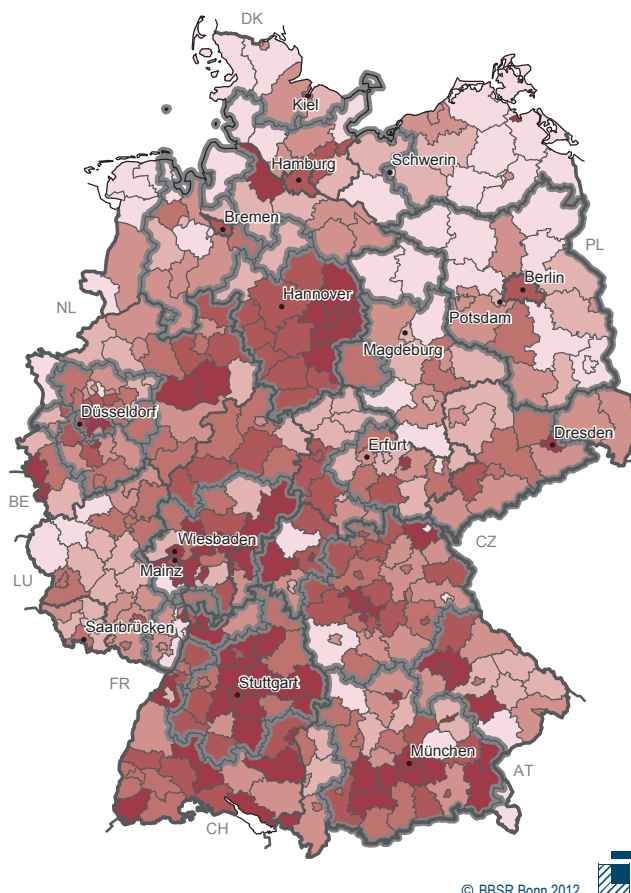 DK
Kiel
Hamburg
Schwerin
Bremen
PL
Berlin
Hannover
NL
Potsdam
Magdeburg
Düsseldorf
Dresden
Erfurt
BE
Wiesbaden
CZ
Mainz
LU
Saarbrücken
FR
Stuttgart
München
AT
CH
© BBSR Bonn 2012